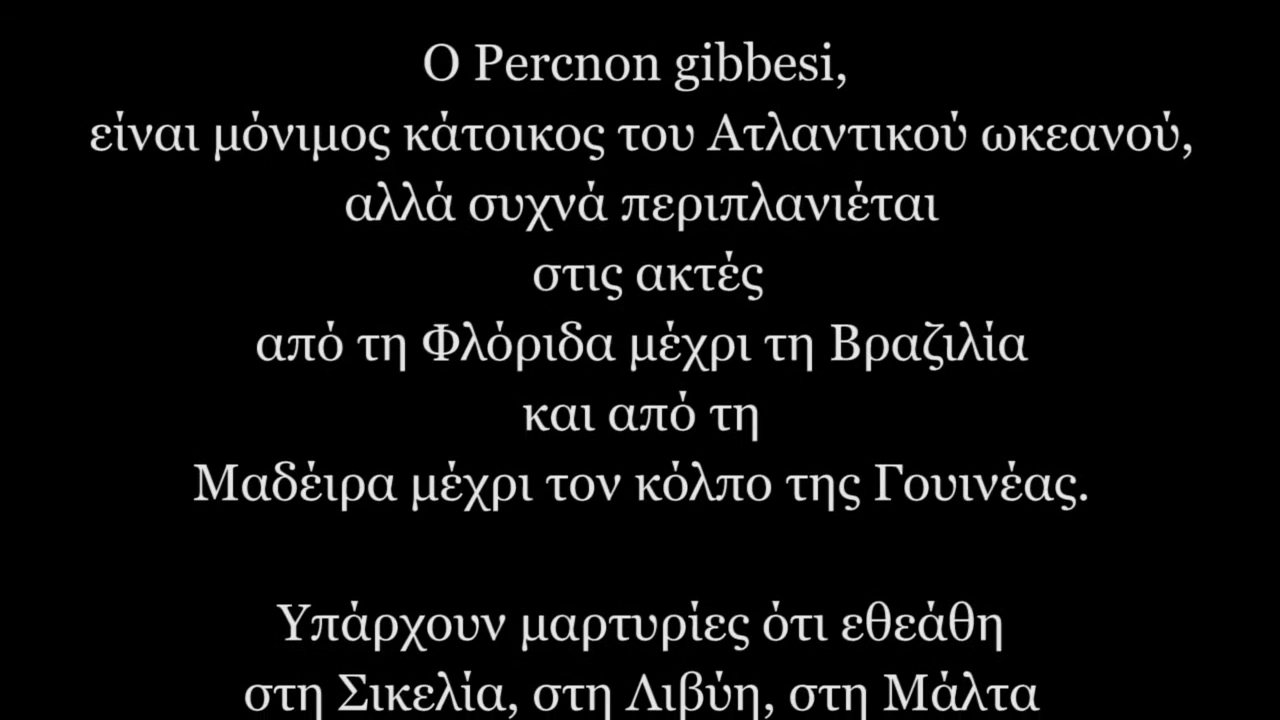 Ο Percnon gibbesi,
είναι μόνιμος κάτοικος του Ατλαντικού ωκεανού,
αλλά συχνά περιπλανιέται
στις ακτές
από τη Φλόριδα μέχρι τη Βραζιλία
και από τη
Μαδέιρα μέχρι τον κόλπο της Γουινέας.
Υπάρχουν μαρτυρίες ότι εθεάθη
στη Σικελία, στη Λιβύη, στη Μάλτα